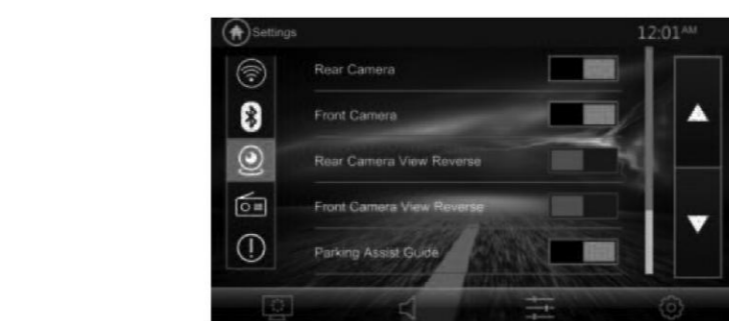 Settings
12:01AM
Rear Camera
Front Camera
Rear Camera View Reverse
Front Camera View Reverse
Parking Assist Guide